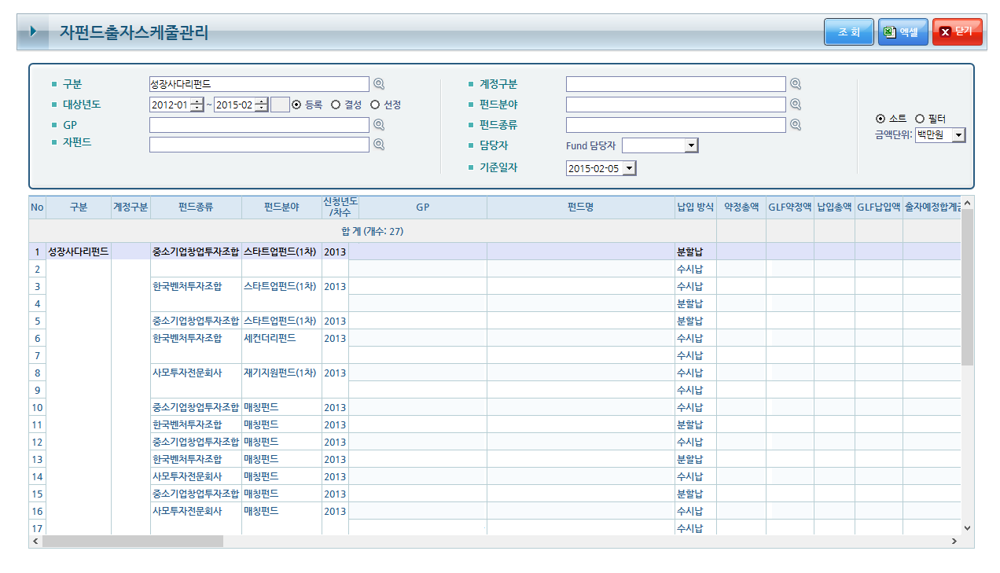 자펀드출자스케줄관리 조 회 엑셀 닫기
구분 성장사다리펀드 계정구분
대상년도 2012-01 ~ 2015-02 등록 결성 선정 펀드분야
GP 펀드종류 소트 필터
자펀드 담당자 Fund 담당자 금액단위: 백만원
기준일자 2015-02-05
No 구분 계정구분 펀드종류 펀드분야 신청년도 /차수 GP 펀드명 납입 방식 약정총액 GLF약정액 납입총액 GLF납입액 출자예정합계금
합 계 (개수: 27)
1 성장사다리펀드 중소기업창업투자조합 스타트업펀드(1차) 2013 분할납
2 수시납
3 한국벤처투자조합 스타트업펀드(1차) 2013 수시납
4 분할납
5 중소기업창업투자조합 스타트업펀드(1차) 2013 분할납
6 한국벤처투자조합 세컨더리펀드 2013 수시납
7 수시납
8 사모투자전문회사 재기지원펀드(1차) 2013 수시납
9 수시납
10 중소기업창업투자조합 매칭펀드 2013 수시납
11 한국벤처투자조합 매칭펀드 2013 분할납
12 중소기업창업투자조합 매칭펀드 2013 수시납
13 한국벤처투자조합 매칭펀드 2013 분할납
14 사모투자전문회사 매칭펀드 2013 수시납
15 중소기업창업투자조합 매칭펀드 2013 분할납
16 사모투자전문회사 매칭펀드 2013 수시납
17 수시납